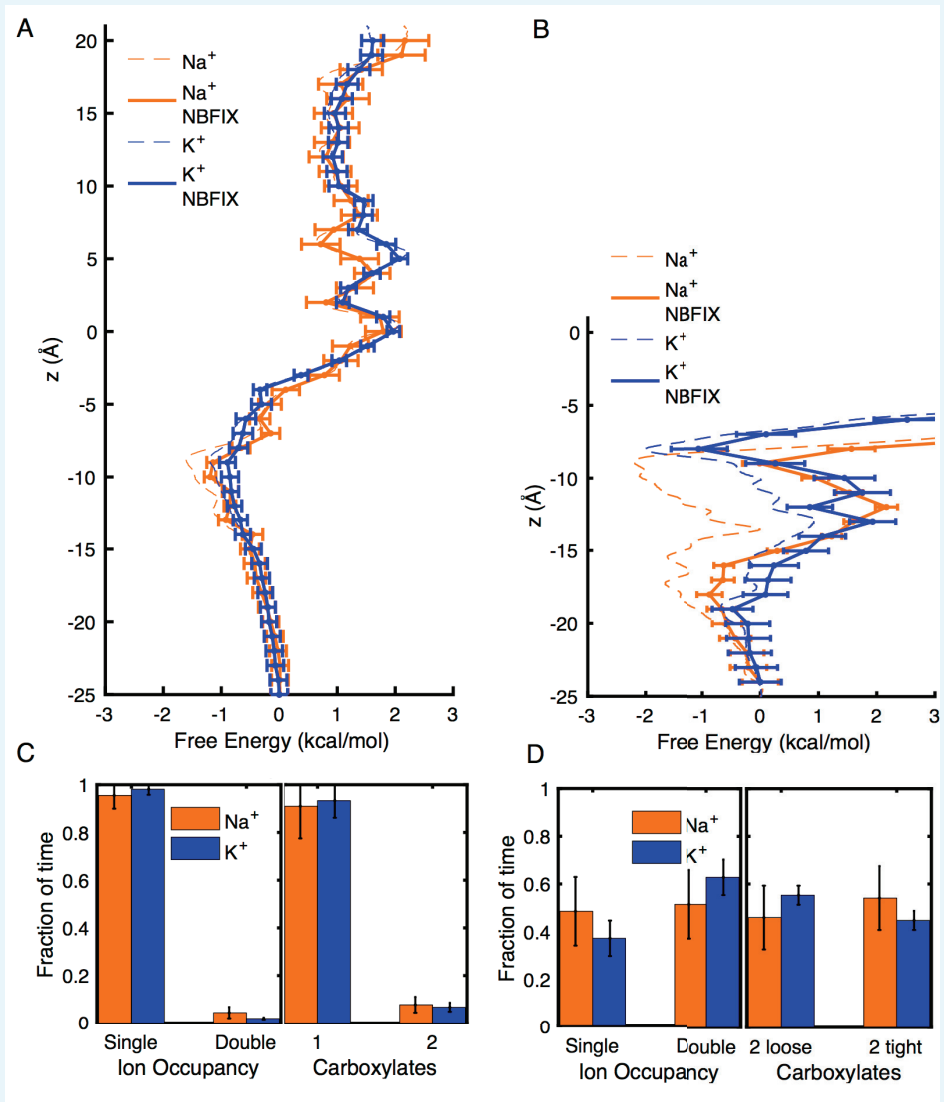 A
20
15
10
5
0
-5
-10
-15
-20
-25
z (Å)
Na+
Na+
NBFIX
K+
K+
NBFIX
-3 -2 -1 0 1 2 3
Free Energy (kcal/mol)
B
Na+
Na+
NBFIX
K+
K+
NBFIX
0
-5
-10
-15
-20
-25
z (Å)
-3 -2 -1 0 1 2 3
Free Energy (kcal/mol)
C
1
0.8
0.6
0.4
0.2
0
Fraction of time
Na+
K+
Single Double 1 2
Ion Occupancy Carboxylates
D
1
0.8
0.6
0.4
0.2
0
Fraction of time
Na+
K+
Single Double 2 loose 2 tight
Ion Occupancy Carboxylates